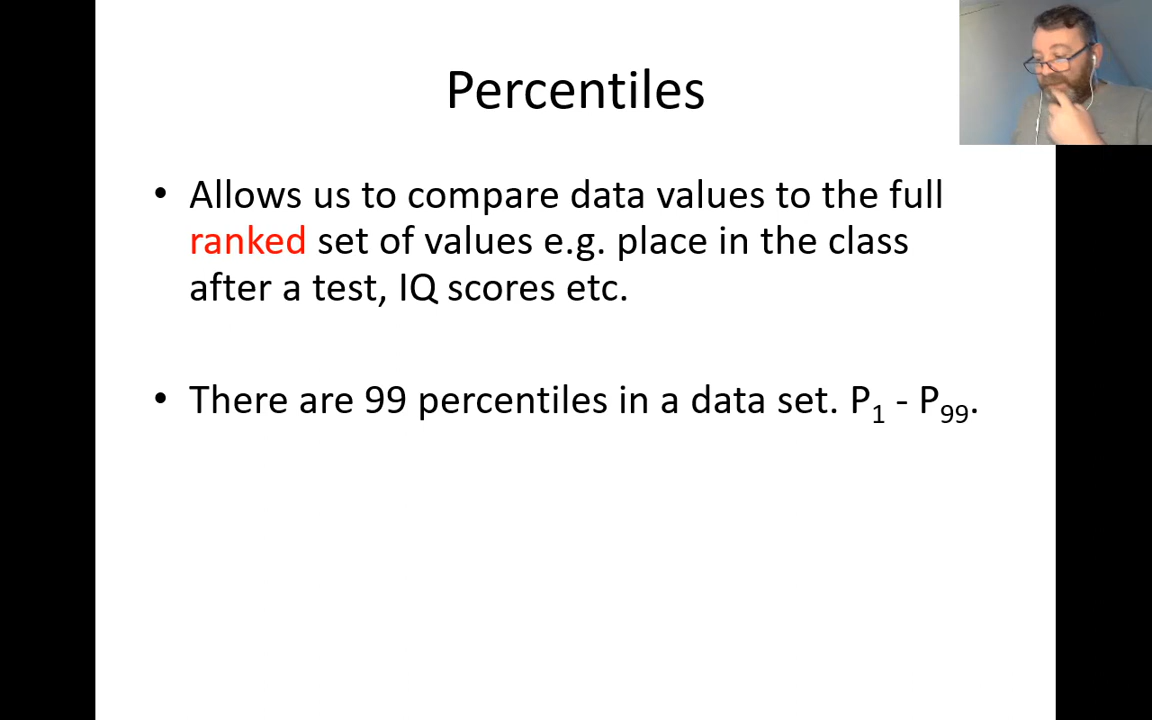 Percentiles
• Allows us to compare data values to the full
ranked set of values e.g. place in the class
after a test, IQ scores etc.
• There are 99 percentiles in a data set. P₁ - P₉₉.